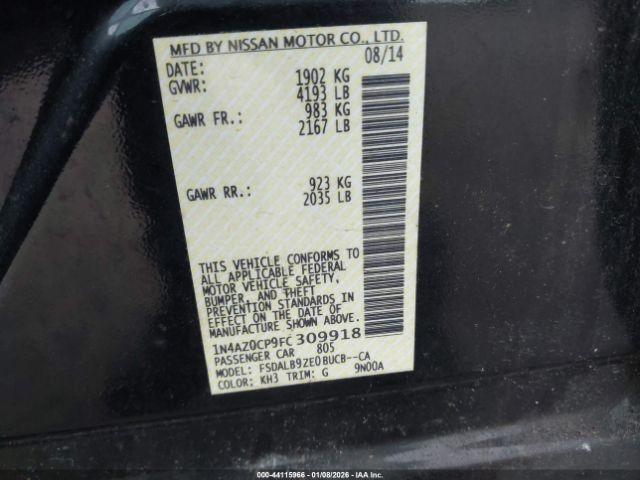 MFD BY NISSAN MOTOR CO., LTD.
DATE: 08/14
GVWR: 1902 KG
4193 LB
GAWR FR.: 983 KG
2167 LB
GAWR RR.: 923 KG
2035 LB
THIS VEHICLE CONFORMS TO
ALL APPLICABLE FEDERAL
MOTOR VEHICLE SAFETY,
BUMPER, AND THEFT
PREVENTION STANDARDS IN
EFFECT ON THE DATE OF
MANUFACTURE SHOWN ABOVE.
1N4AZ0CP9FC309918
PASSENGER CAR 805
MODEL: FSDALB9ZE0BUCB--CA
COLOR: KH3 TRIM: G 9N00A
000-44115966 | 01/08/2026 | IAA Inc.